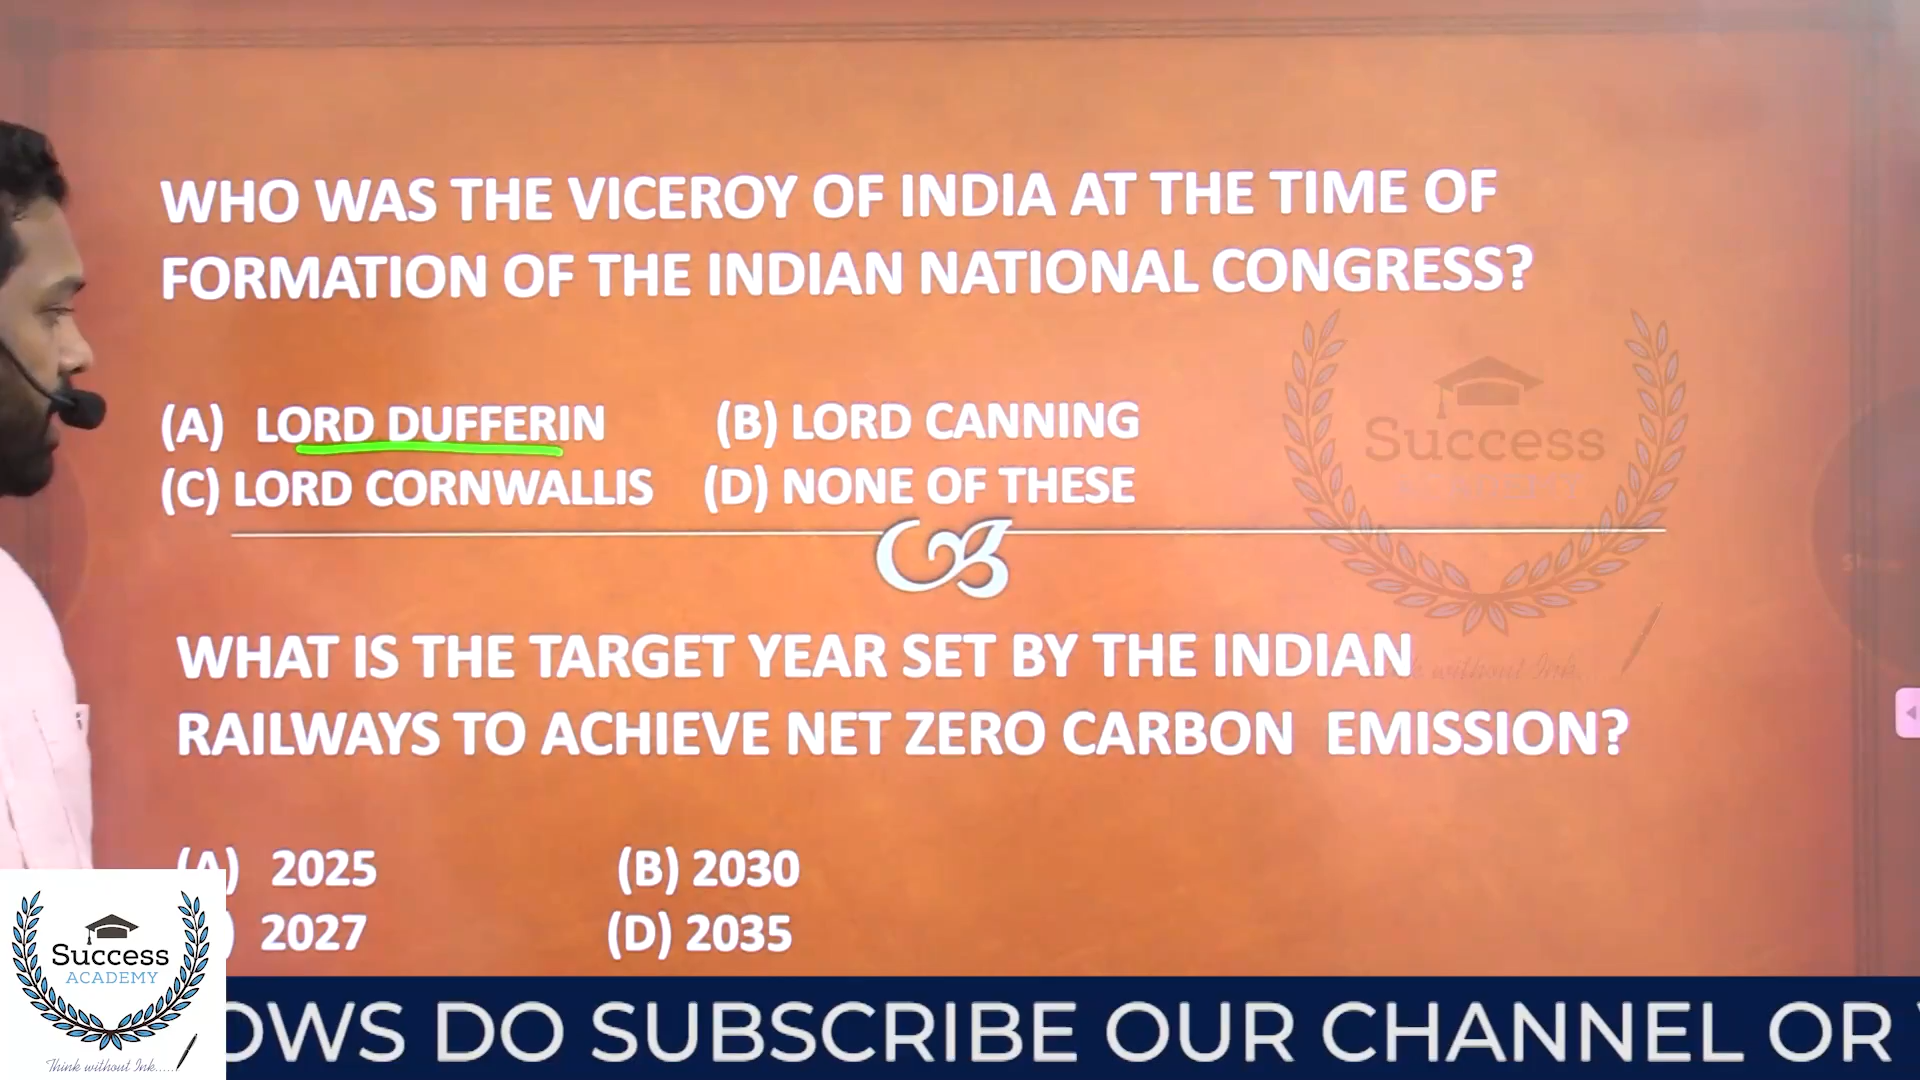 WHO WAS THE VICEROY OF INDIA AT THE TIME OF
FORMATION OF THE INDIAN NATIONAL CONGRESS?
(A) LORD DUFFERIN (B) LORD CANNING
(C) LORD CORNWALLIS (D) NONE OF THESE
Success
ACADEMY
WHAT IS THE TARGET YEAR SET BY THE INDIAN
RAILWAYS TO ACHIEVE NET ZERO CARBON EMISSION?
(A) 2025 (B) 2030
) 2027 (D) 2035
Success
ACADEMY
Think without Ink.....
OWS DO SUBSCRIBE OUR CHANNEL OR